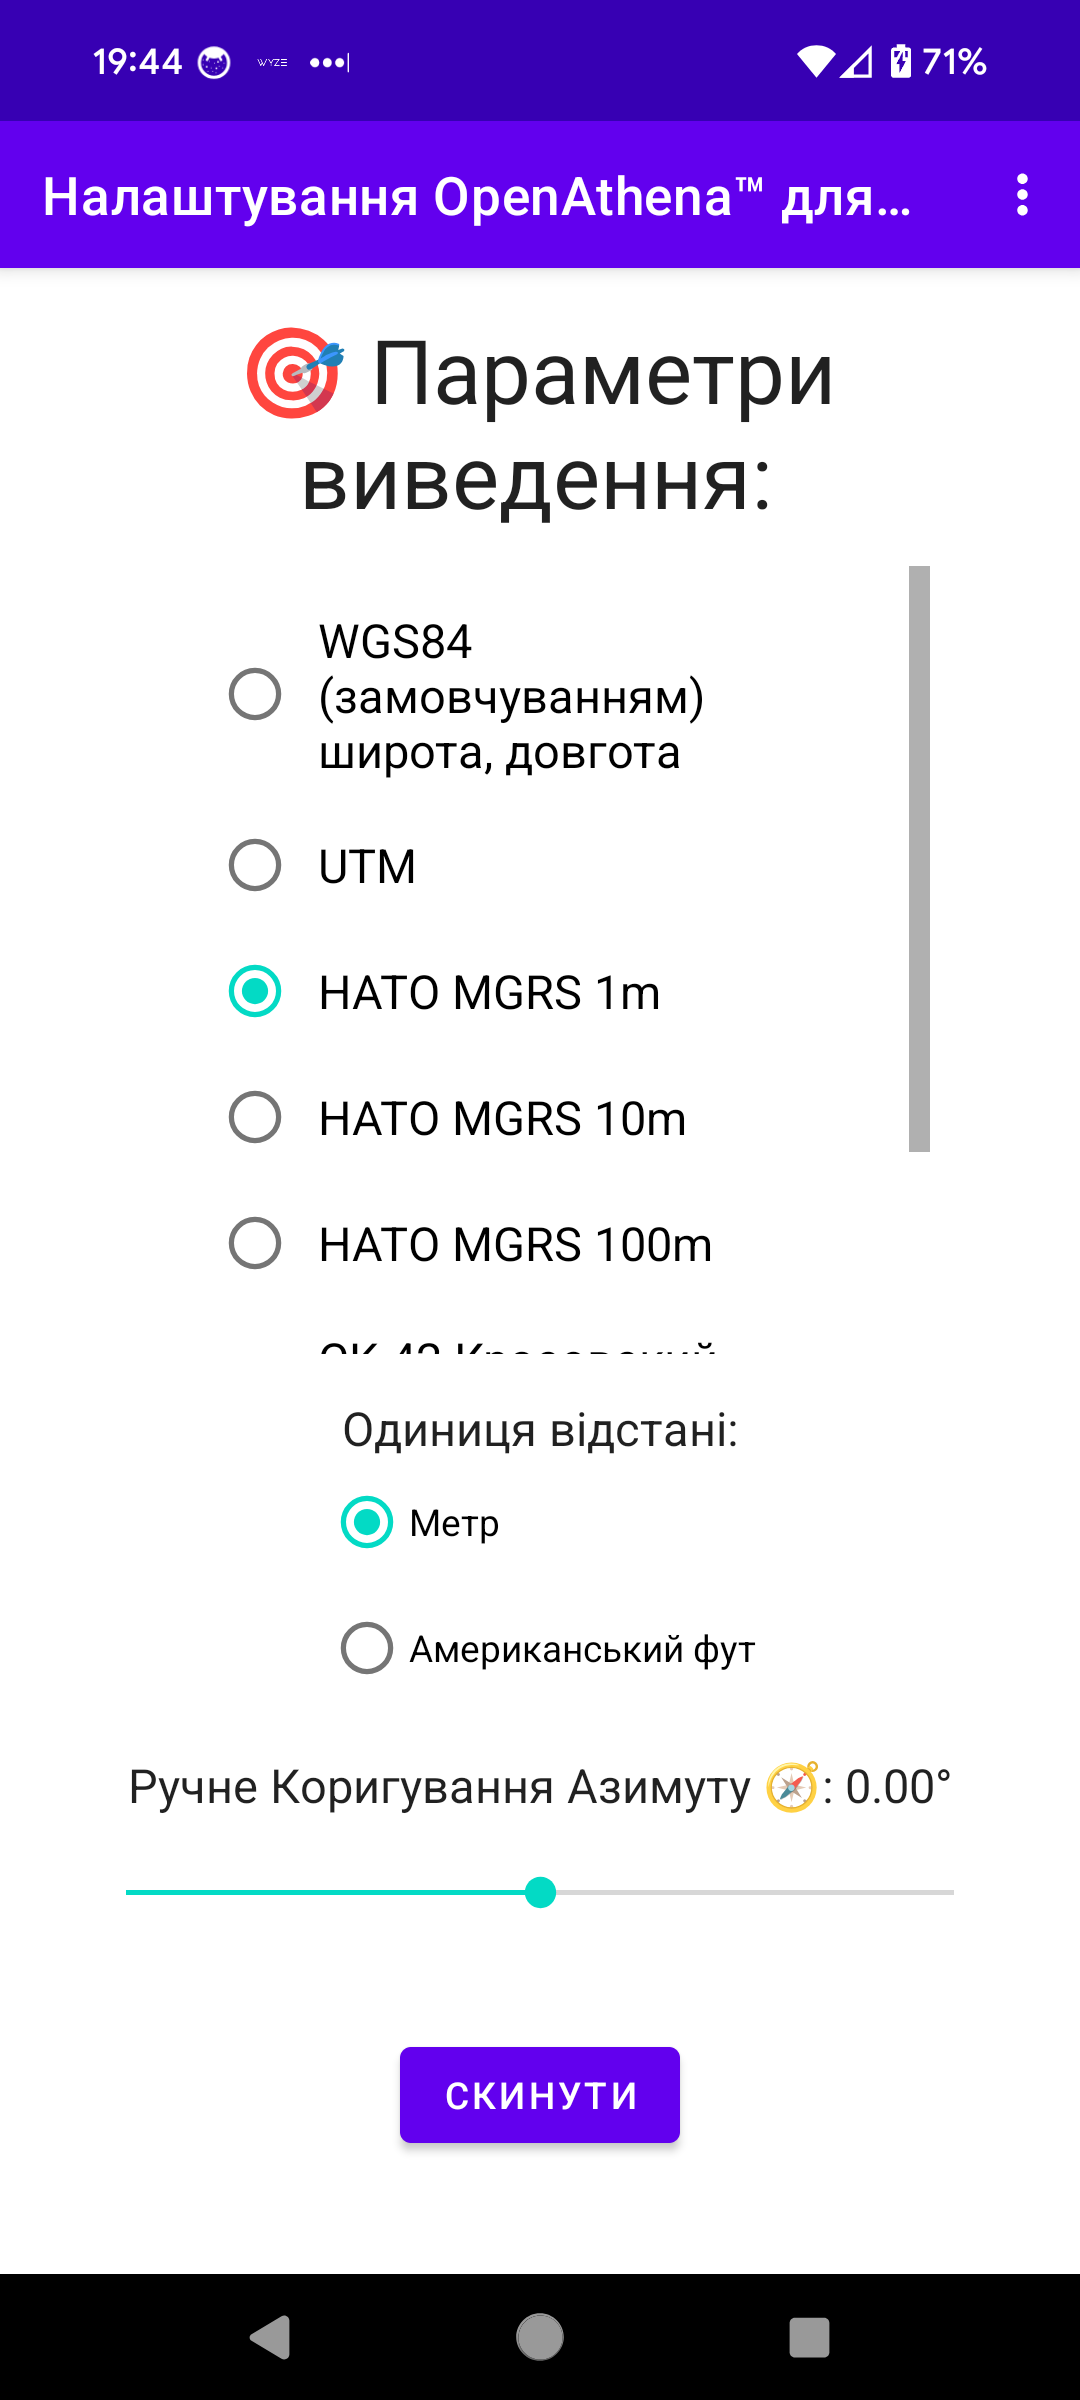 19:44 WYZE 71%
Налаштування OpenAthena™ для…
Параметри
виведення:
WGS84
(замовчуванням)
широта, довгота
UTM
НАТО MGRS 1m
НАТО MGRS 10m
НАТО MGRS 100m
Одиниця відстані:
Метр
Американський фут
Ручне Коригування Азимуту 🧭: 0.00°
СКИНУТИ